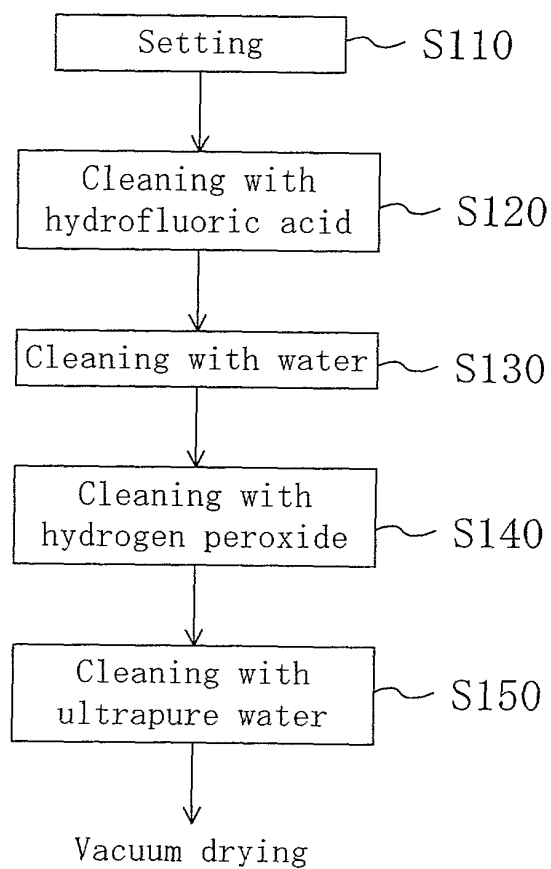 Setting
S110
Cleaning with
hydrofluoric acid
S120
Cleaning with water
S130
Cleaning with
hydrogen peroxide
S140
Cleaning with
ultrapure water
S150
Vacuum drying